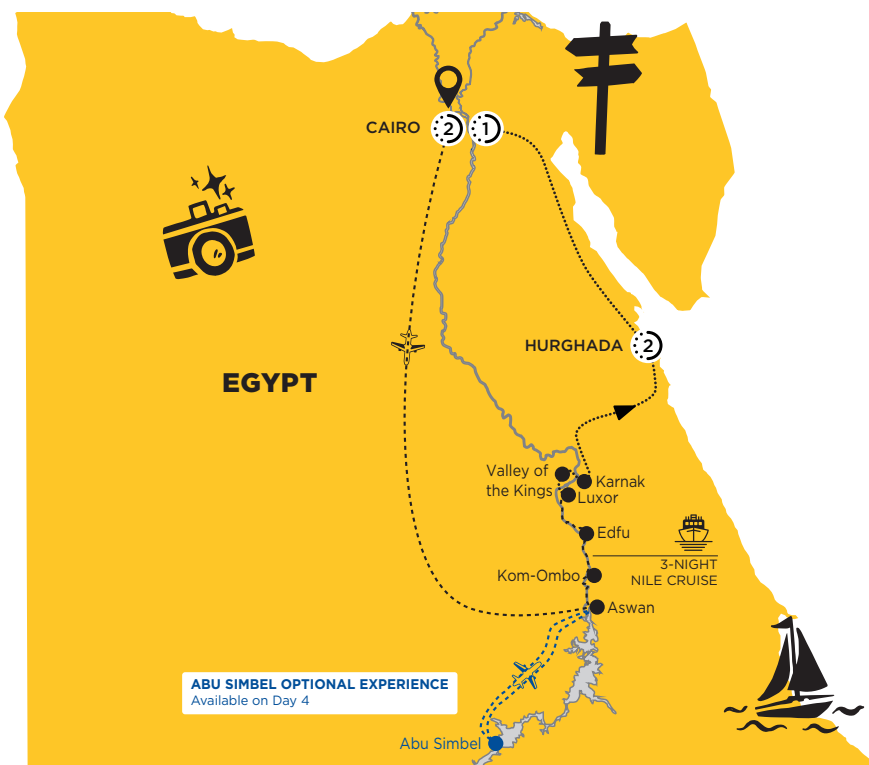 CAIRO
2
1
HURGHADA
2
EGYPT
Valley of
the Kings
Karnak
Luxor
Edfu
3-NIGHT
NILE CRUISE
Kom-Ombo
Aswan
ABU SIMBEL OPTIONAL EXPERIENCE
Available on Day 4
Abu Simbel